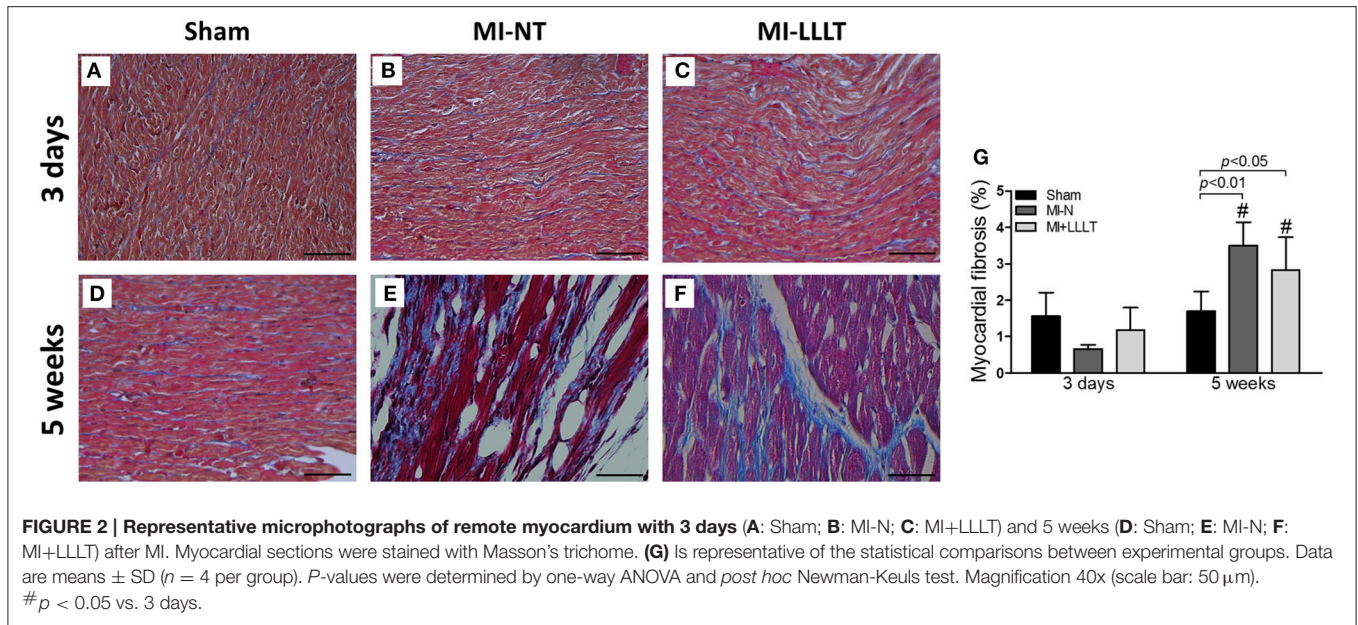 Sham MI-NT MI-LLLT
3 days
A B C
5 weeks
D E F
G
Myocardial fibrosis (%)
p<0.05
p<0.01
Sham
MI-N
MI+LLLT
# #
5
4
3
2
1
0
3 days 5 weeks
FIGURE 2 | Representative microphotographs of remote myocardium with 3 days (A: Sham; B: MI-N; C: MI+LLLT) and 5 weeks (D: Sham; E: MI-N; F:
MI+LLLT) after MI. Myocardial sections were stained with Masson's trichome. (G) Is representative of the statistical comparisons between experimental groups. Data
are means ± SD (n = 4 per group). P-values were determined by one-way ANOVA and post hoc Newman-Keuls test. Magnification 40x (scale bar: 50 μm).
#p < 0.05 vs. 3 days.